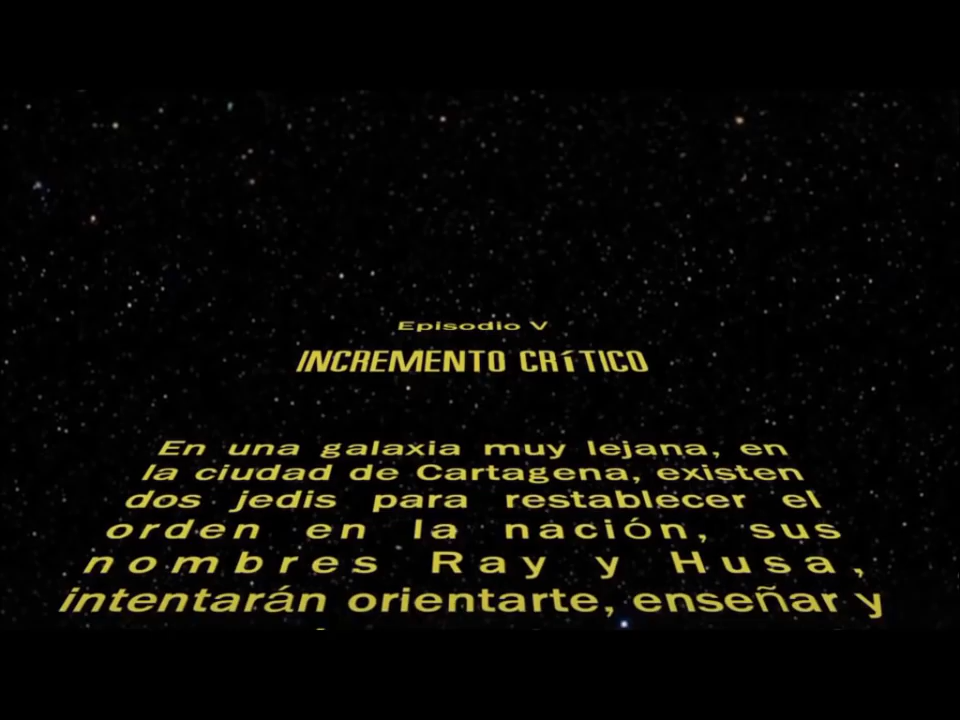 Episodio V
INCREMENTO CRíTICO
En una galaxia muy lejana, en
la ciudad de Cartagena, existen
dos jedis para restablecer el
orden en la nación, sus
nombres Ray y Husa,
intentarán orientarte, enseñar y